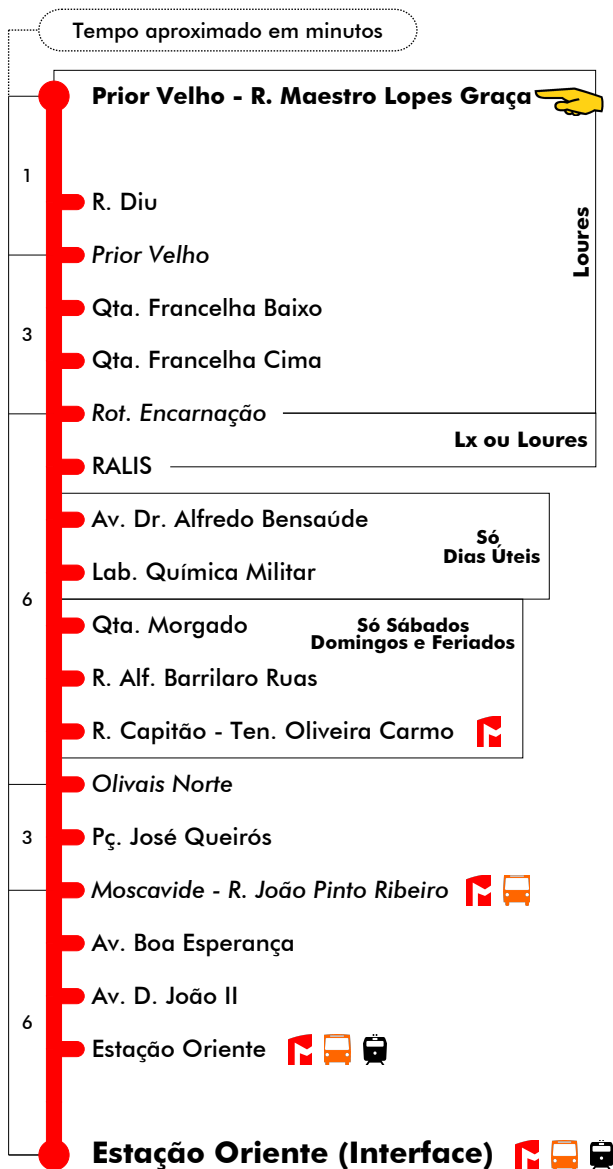 Tempo aproximado em minutos
Prior Velho - R. Maestro Lopes Graça
1
R. Diu
Loures
Prior Velho
Qta. Francelha Baixo
3
Qta. Francelha Cima
Rot. Encarnação
Lx ou Loures
RALIS
Av. Dr. Alfredo Bensaúde
Só
Dias Úteis
Lab. Química Militar
6
Qta. Morgado
Só Sábados
Domingos e Feriados
R. Alf. Barrilaro Ruas
R. Capitão - Ten. Oliveira Carmo
Olivais Norte
3
Pç. José Queirós
Moscavide - R. João Pinto Ribeiro
Av. Boa Esperança
Av. D. João II
6
Estação Oriente
Estação Oriente (Interface)